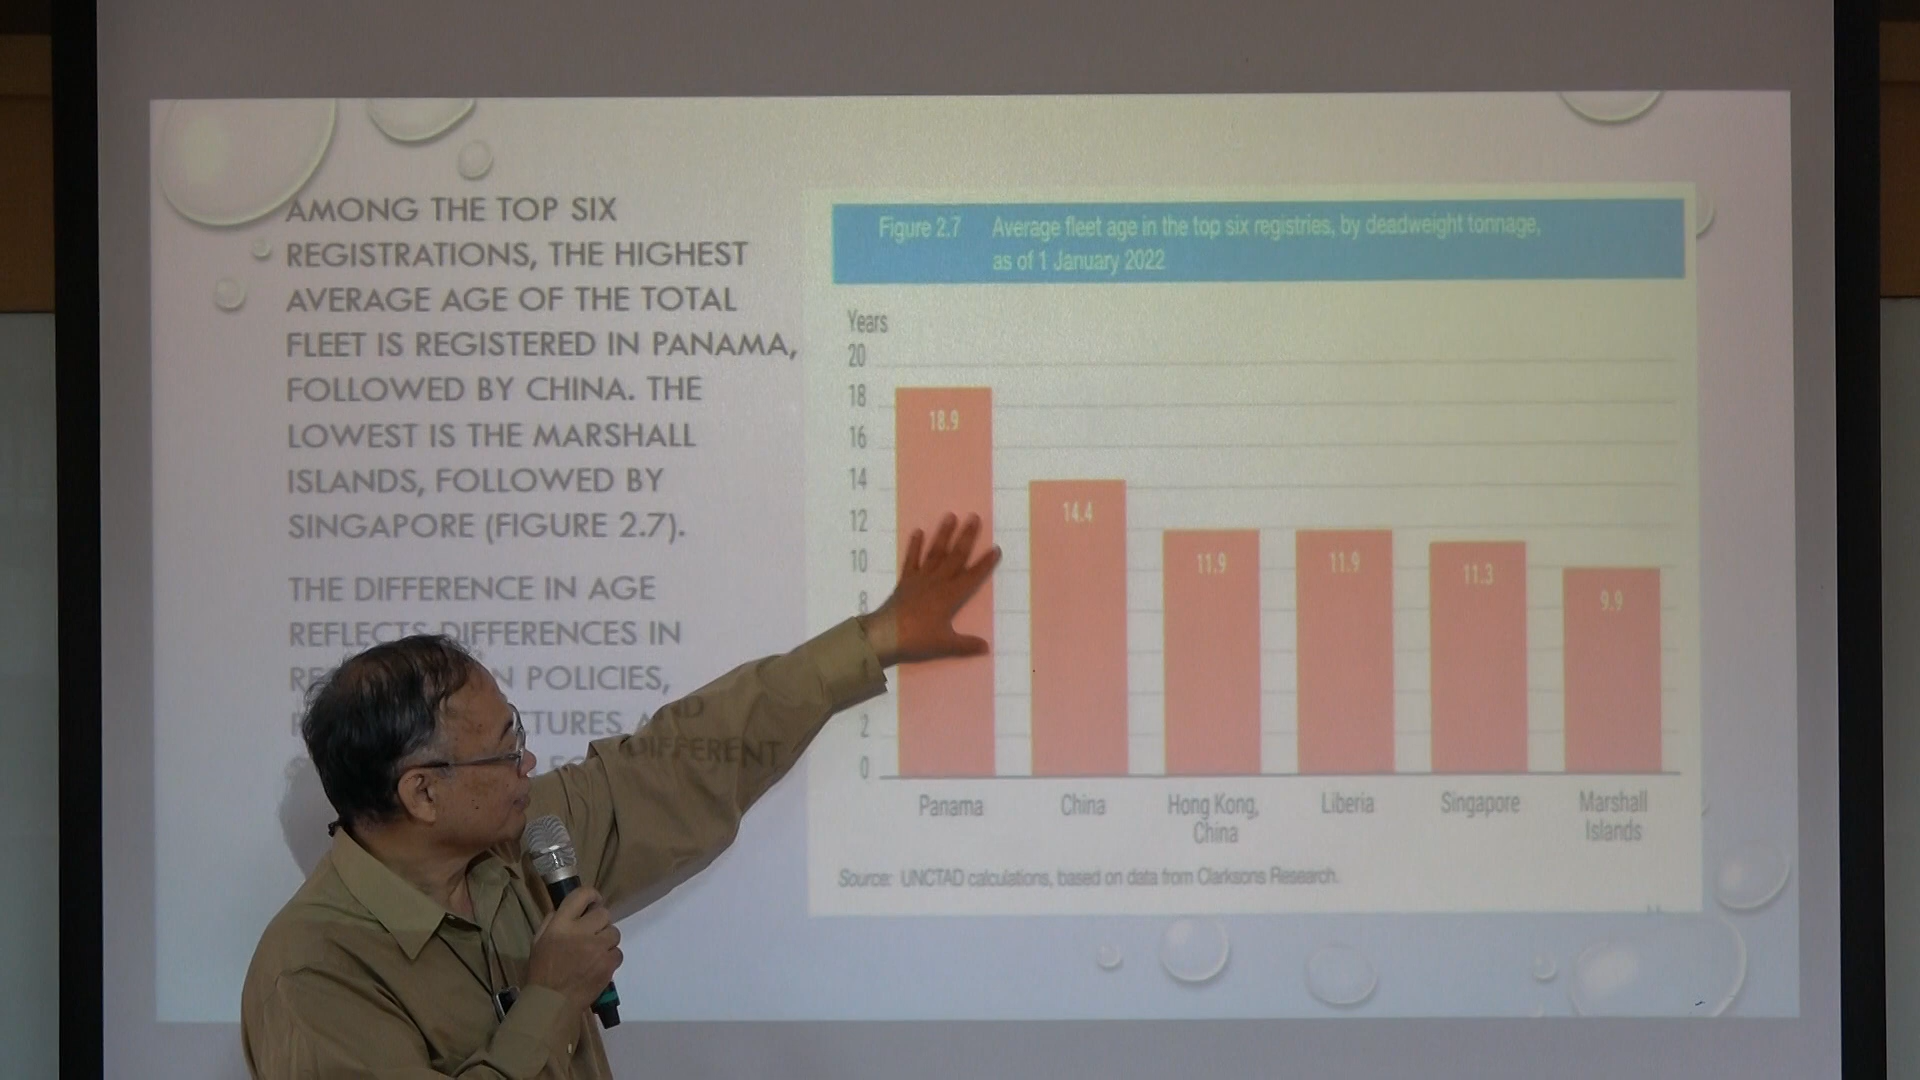 AMONG THE TOP SIX
REGISTRATIONS, THE HIGHEST
AVERAGE AGE OF THE TOTAL
FLEET IS REGISTERED IN PANAMA,
FOLLOWED BY CHINA. THE
LOWEST IS THE MARSHALL
ISLANDS, FOLLOWED BY
SINGAPORE (FIGURE 2.7).
THE DIFFERENCE IN AGE
REFLECTS DIFFERENCES IN
POLICIES,
AND
DIFFERENT
Figure 2.7 Average fleet age in the top six registries, by deadweight tonnage,
as of 1 January 2022
Years
20
18
16
14
12
10
8
2
0
18.9
14.4
11.9
11.9
11.3
9.9
Panama
China
Hong Kong,
China
Liberia
Singapore
Marshall
Islands
Source: UNCTAD calculations, based on data from Clarksons Research.